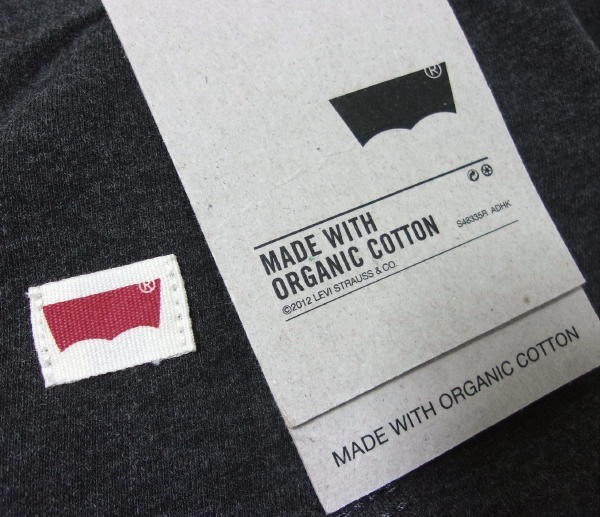 ®
MADE WITH
ORGANIC COTTON
S48335R ADHK
©2012 LEVI STRAUSS & CO.
MADE WITH ORGANIC COTTON
®